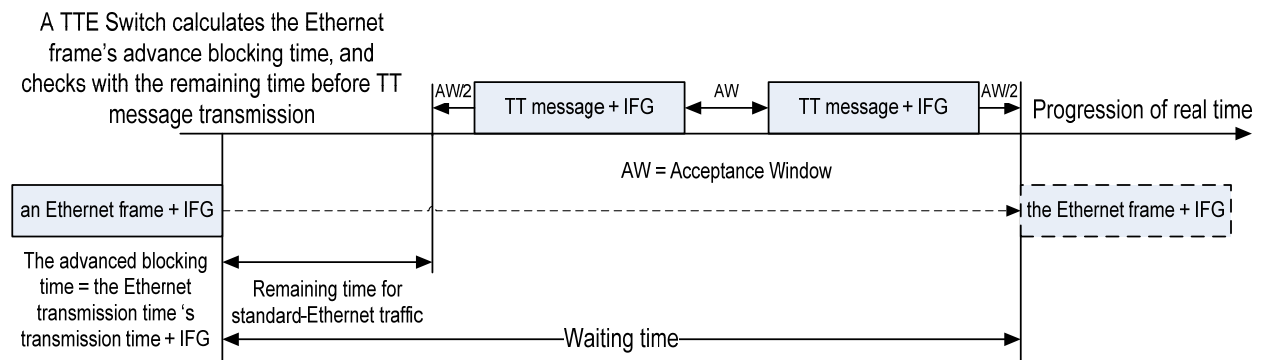 A TTE Switch calculates the Ethernet
frame's advance blocking time, and
checks with the remaining time before TT
message transmission
AW/2
TT message + IFG
AW
TT message + IFG
AW/2
Progression of real time
AW = Acceptance Window
an Ethernet frame + IFG
the Ethernet frame + IFG
The advanced blocking
time = the Ethernet
transmission time 's
transmission time + IFG
Remaining time for
standard-Ethernet traffic
Waiting time